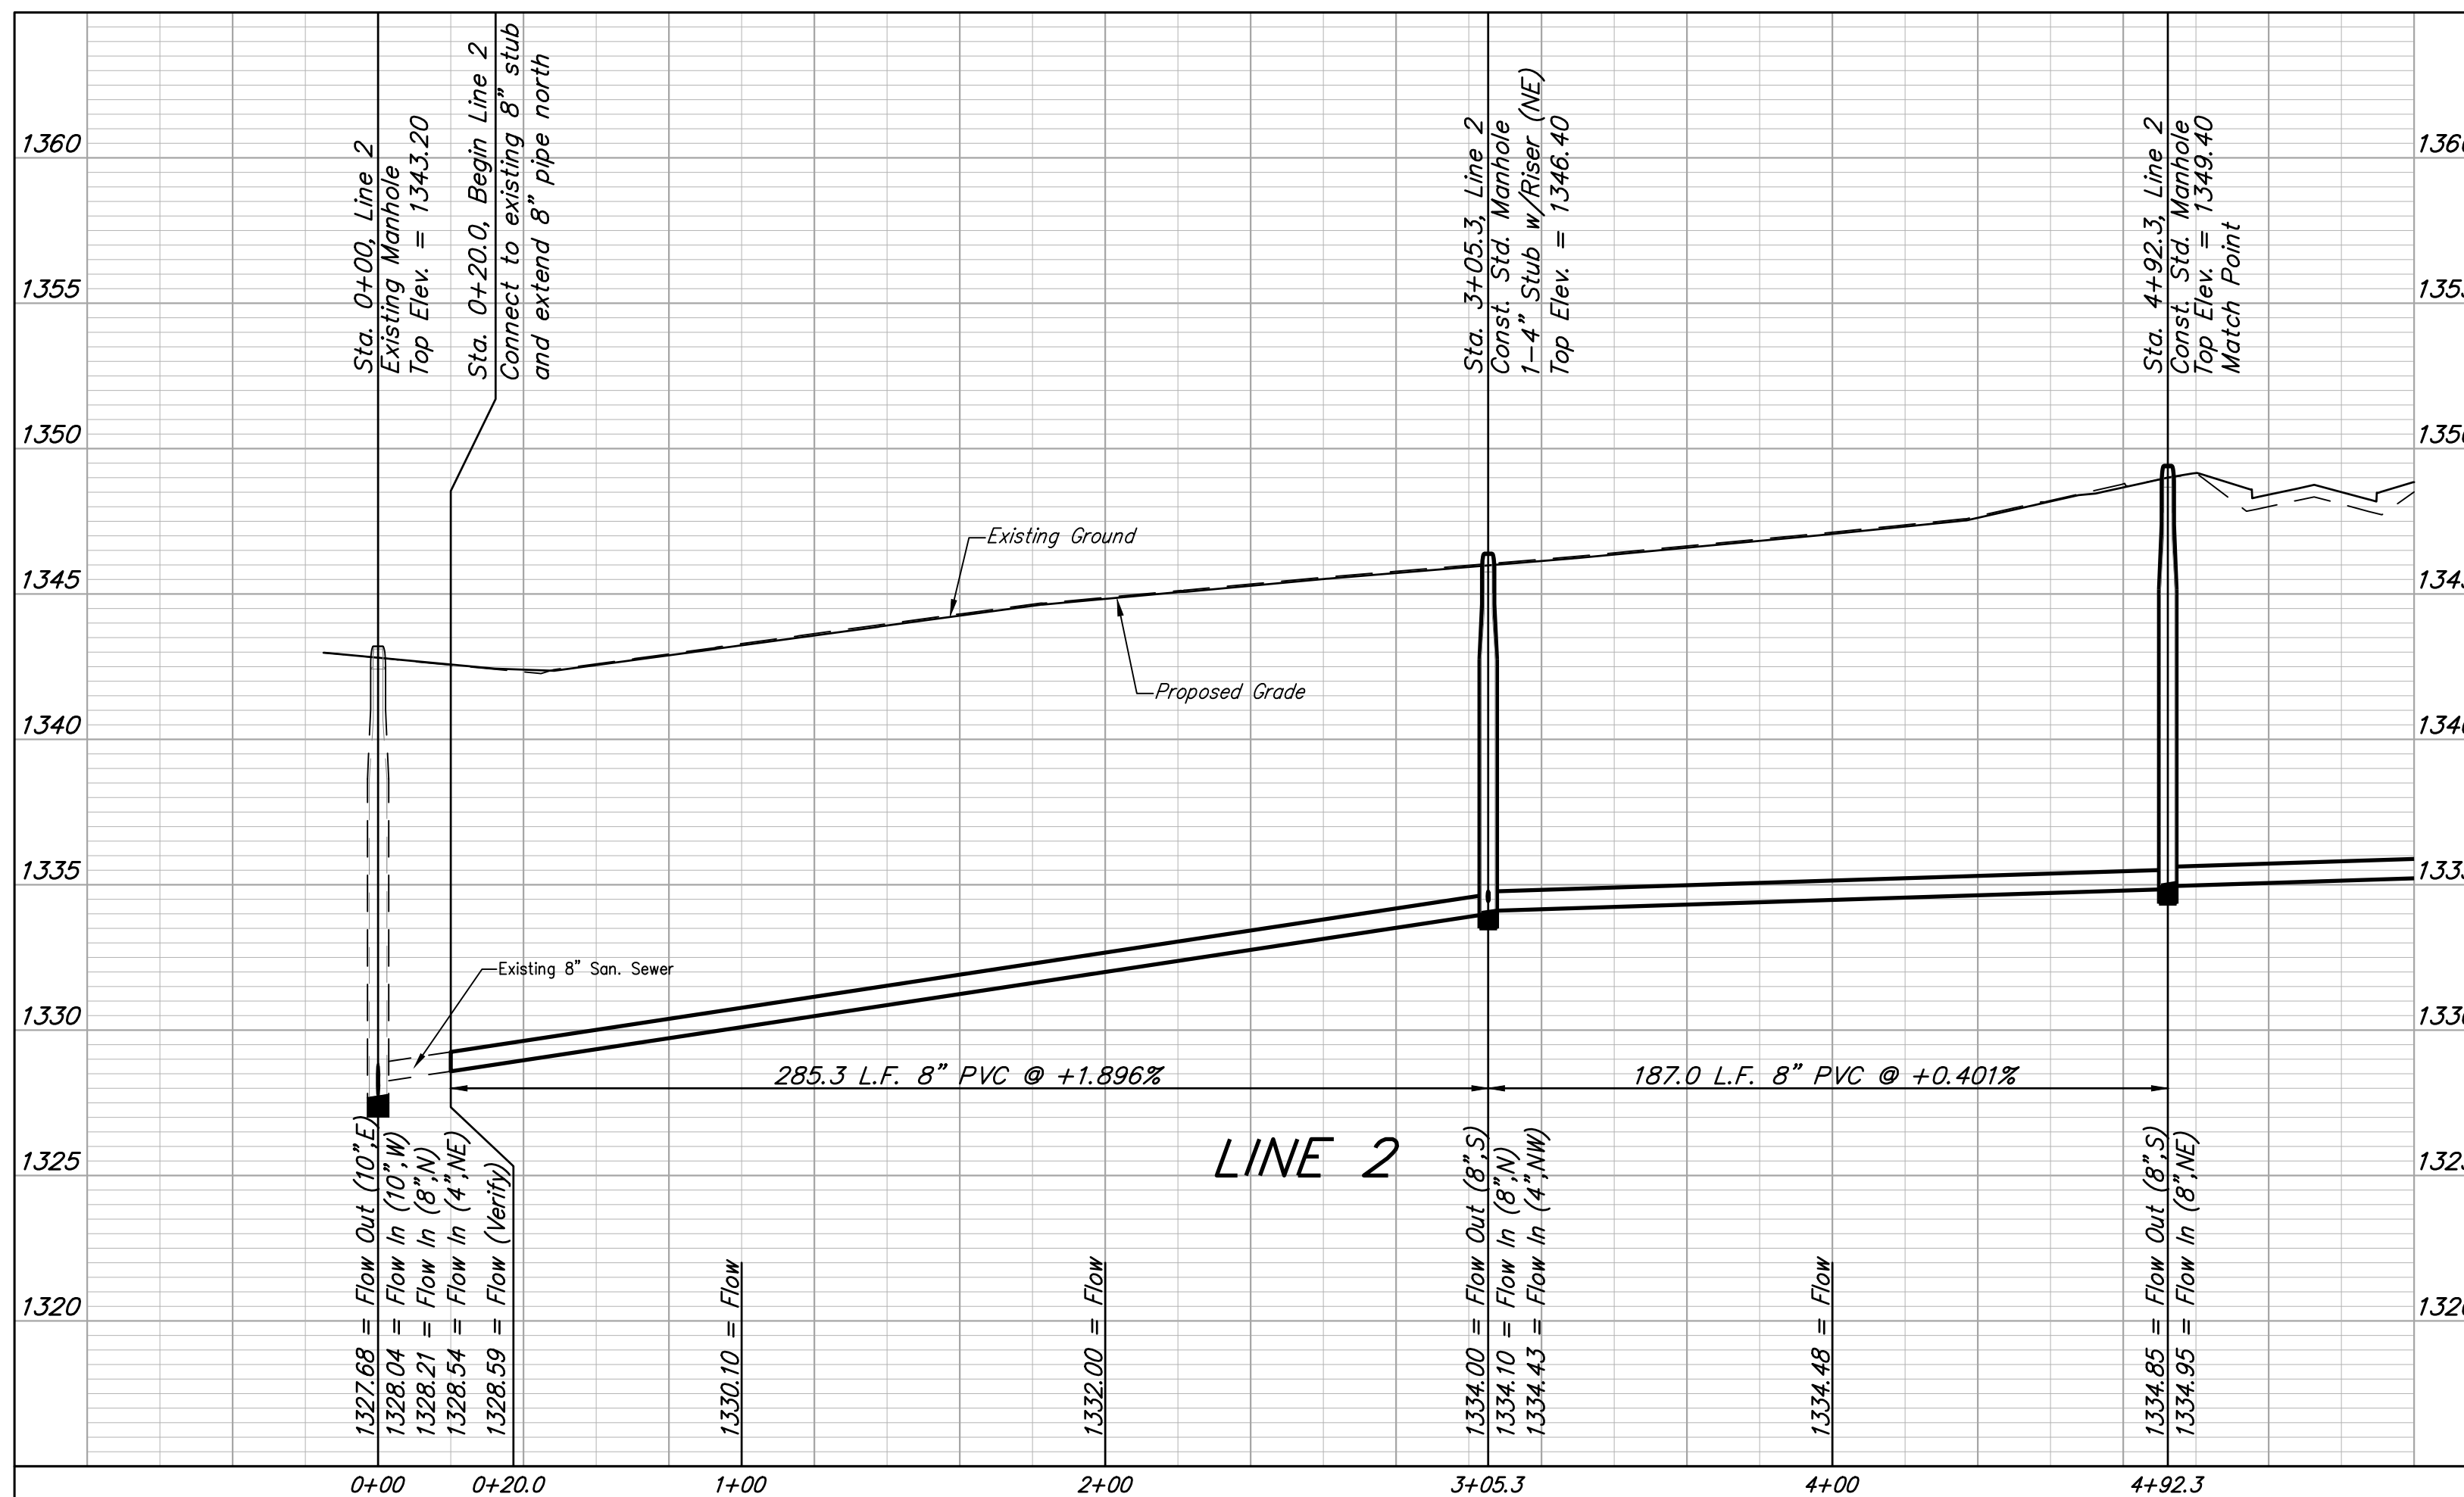 Sta. 0+00, Line 2
Existing Manhole
Top Elev. = 1343.20
Sta. 0+20.0, Begin Line 2
Connect to existing 8" stub
and extend 8" pipe north
Sta. 3+05.3, Line 2
Const. Std. Manhole
1-4" Stub w/Riser (NE)
Top Elev. = 1346.40
Sta. 4+92.3, Line 2
Const. Std. Manhole
Top Elev. = 1349.40
Match Point
1360
1355
1350
1345
1340
1335
1330
1325
1320
Existing Ground
Proposed Grade
Existing 8" San. Sewer
285.3 L.F. 8" PVC @ +1.896%
187.0 L.F. 8" PVC @ +0.401%
LINE 2
1327.68 = Flow Out (10",E)
1328.04 = Flow In (10",W)
1328.21 = Flow In (8",N)
1328.54 = Flow In (4",NE)
1328.59 = Flow (Verify)
1330.10 = Flow
1332.00 = Flow
1334.00 = Flow Out (8",S)
1334.10 = Flow In (8",N)
1334.43 = Flow In (4",NW)
1334.48 = Flow
1334.85 = Flow Out (8",S)
1334.95 = Flow In (8",NE)
0+00
0+20.0
1+00
2+00
3+05.3
4+00
4+92.3